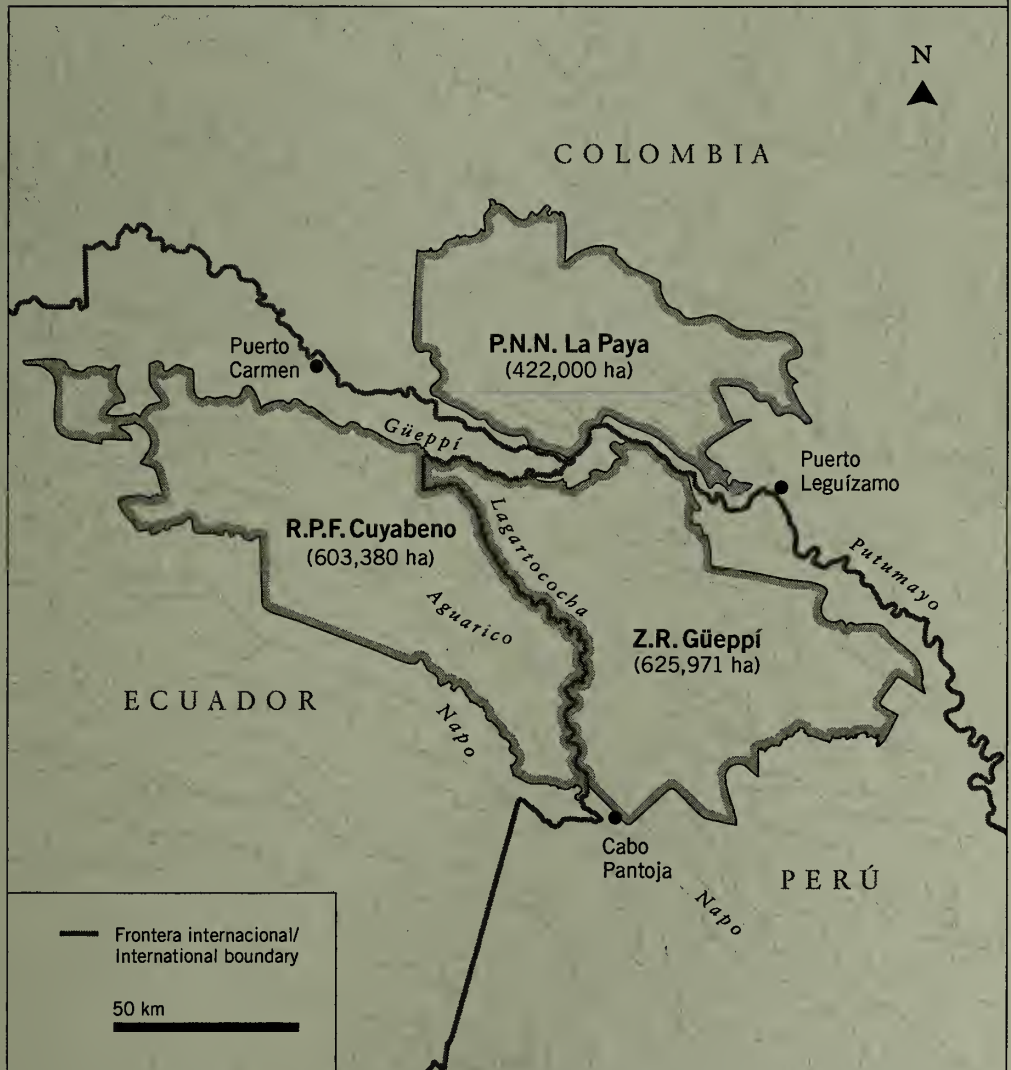 N
COLOMBIA
P.N.N. La Paya
(422,000 ha)
Puerto
Carmen
Güeppí
Puerto
Leguízamo
R.P.F. Cuyabeno
(603,380 ha)
Lagartococha
Putumayo
Aguarico
Z.R. Güeppí
(625,971 ha)
ECUADOR
Napo
Cabo
Pantoja
PERÚ
Napo
Frontera internacional/
International boundary
50 km